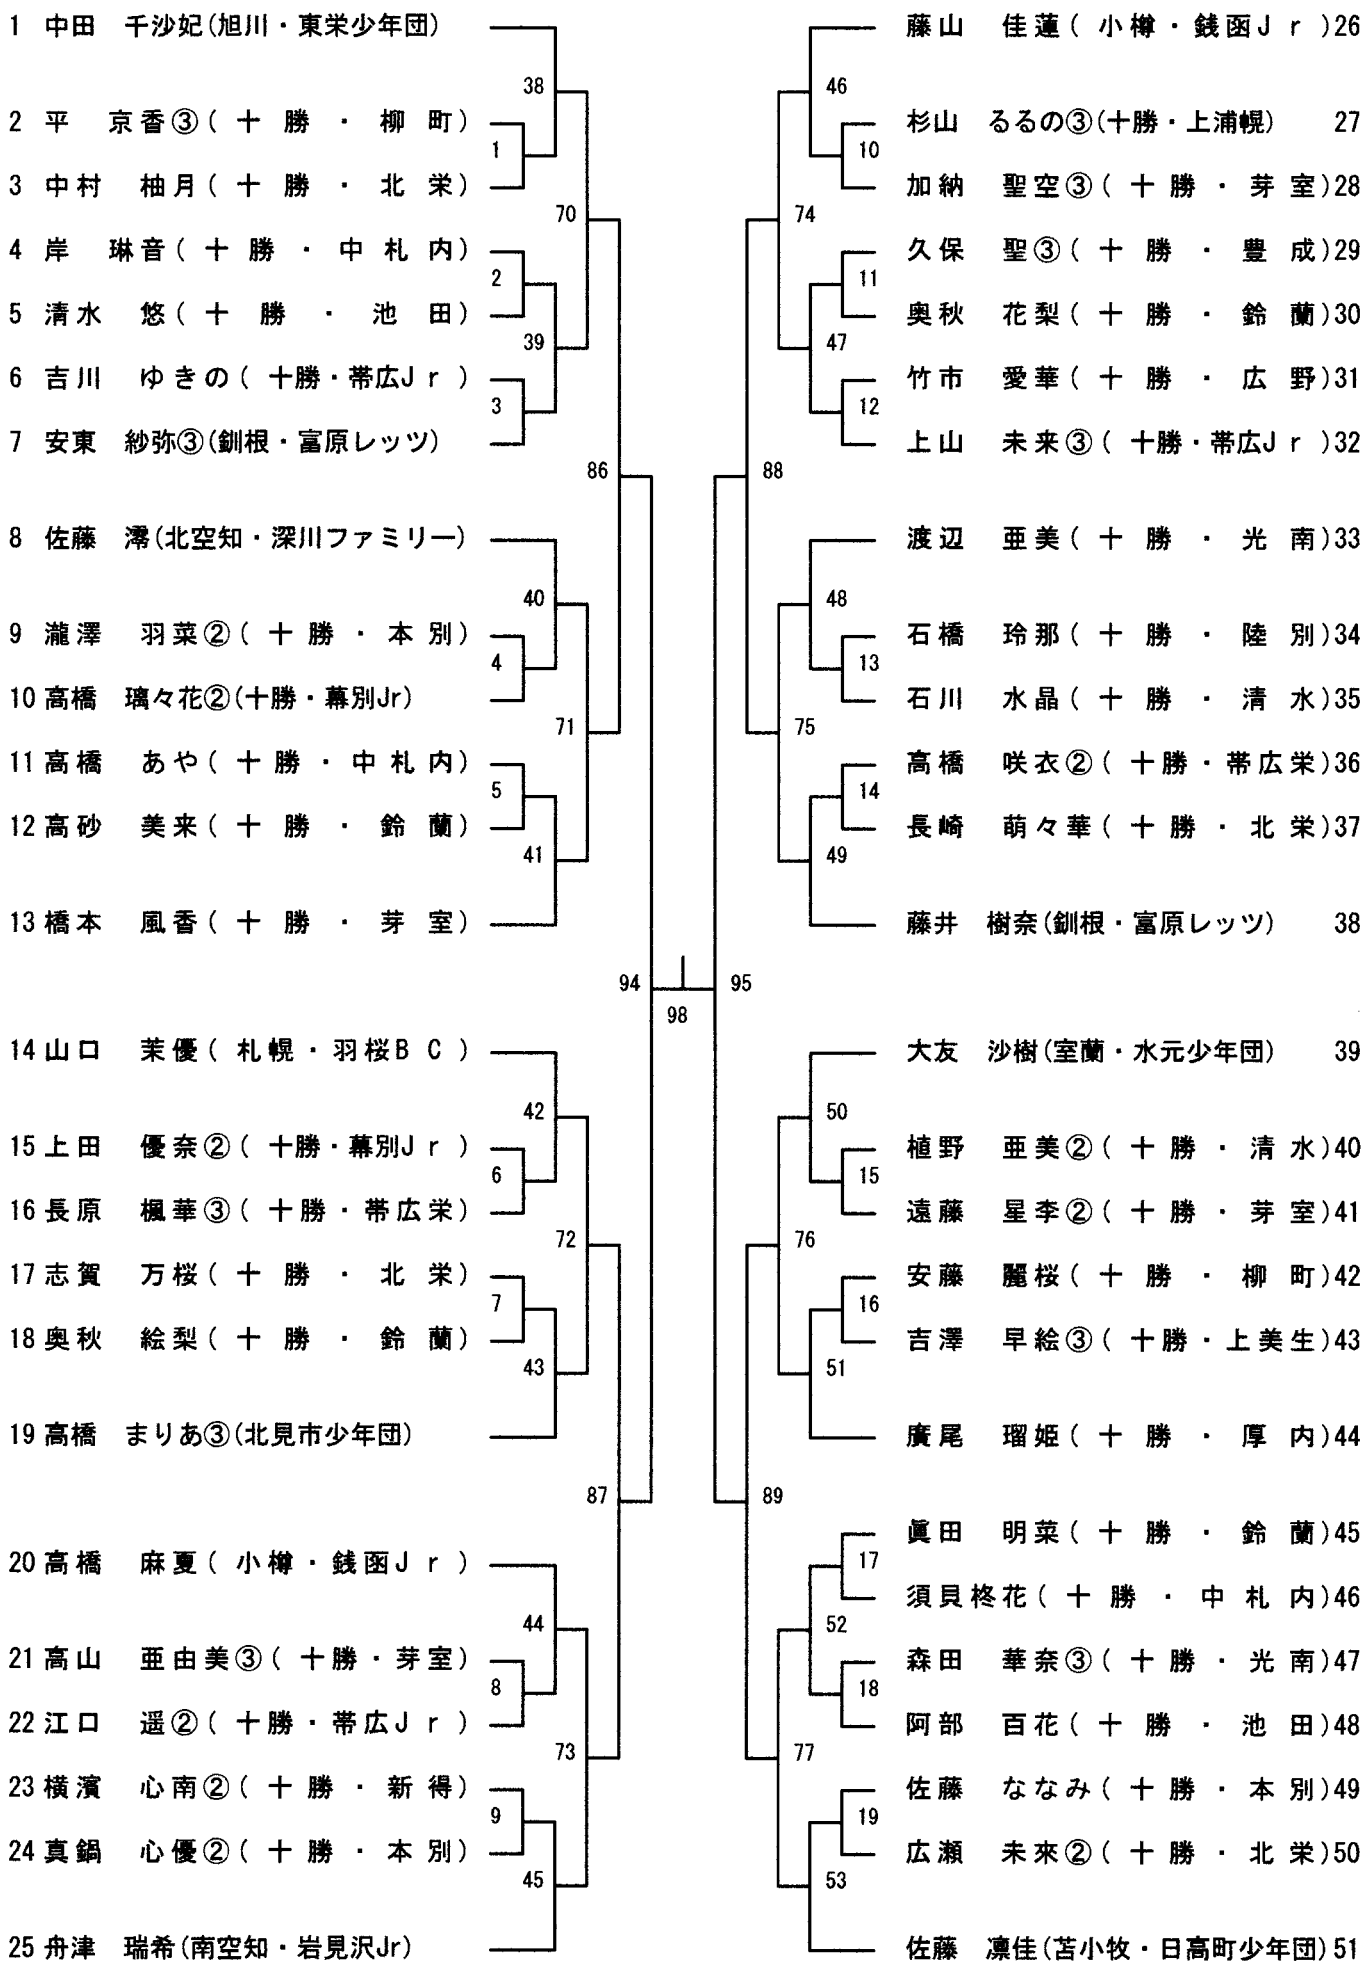 1 中田 千沙妃(旭川・東栄少年団)
38
2 平 京香③(十勝・柳町)
1
3 中村 柚月(十勝・北栄)
70
4 岸 琳音(十勝・中札内)
2
5 清水 悠(十勝・池田)
39
6 吉川 ゆきの(十勝・帯広Jr)
3
7 安東 紗弥③(釧根・富原レッツ)
86
8 佐藤 澪(北空知・深川ファミリー)
40
9 瀧澤 羽菜②(十勝・本別)
4
10 高橋 璃々花②(十勝・幕別Jr)
71
11 高橋 あや(十勝・中札内)
5
12 高砂 美来(十勝・鈴蘭)
41
13 橋本 風香(十勝・芽室)
94
98
14 山口 茉優(札幌・羽桜BC)
42
15 上田 優奈②(十勝・幕別Jr)
6
16 長原 楓華③(十勝・帯広栄)
72
17 志賀 万桜(十勝・北栄)
7
18 奥秋 絵梨(十勝・鈴蘭)
43
19 高橋 まりあ③(北見市少年団)
87
20 高橋 麻夏(小樽・銭函Jr)
44
21 高山 亜由美③(十勝・芽室)
8
22 江口 遥②(十勝・帯広Jr)
73
23 横濱 心南②(十勝・新得)
9
24 真鍋 心優②(十勝・本別)
45
25 舟津 瑞希(南空知・岩見沢Jr)
藤山 佳蓮(小樽・銭函Jr)26
46
杉山 るるの③(十勝・上浦幌) 27
10
加納 聖空③(十勝・芽室)28
74
久保 聖③(十勝・豊成)29
11
奥秋 花梨(十勝・鈴蘭)30
47
竹市 愛華(十勝・広野)31
12
上山 未来③(十勝・帯広Jr)32
88
渡辺 亜美(十勝・光南)33
48
石橋 玲那(十勝・陸別)34
13
石川 水晶(十勝・清水)35
75
高橋 咲衣②(十勝・帯広栄)36
14
長崎 萌々華(十勝・北栄)37
49
藤井 樹奈(釧根・富原レッツ) 38
95
大友 沙樹(室蘭・水元少年団) 39
50
植野 亜美②(十勝・清水)40
15
遠藤 星李②(十勝・芽室)41
76
安藤 麗桜(十勝・柳町)42
16
吉澤 早絵③(十勝・上美生)43
51
廣尾 瑠姫(十勝・厚内)44
89
眞田 明菜(十勝・鈴蘭)45
17
須貝柊花(十勝・中札内)46
52
森田 華奈③(十勝・光南)47
18
阿部 百花(十勝・池田)48
77
佐藤 ななみ(十勝・本別)49
19
広瀬 未來②(十勝・北栄)50
53
佐藤 凛佳(苫小牧・日高町少年団)51